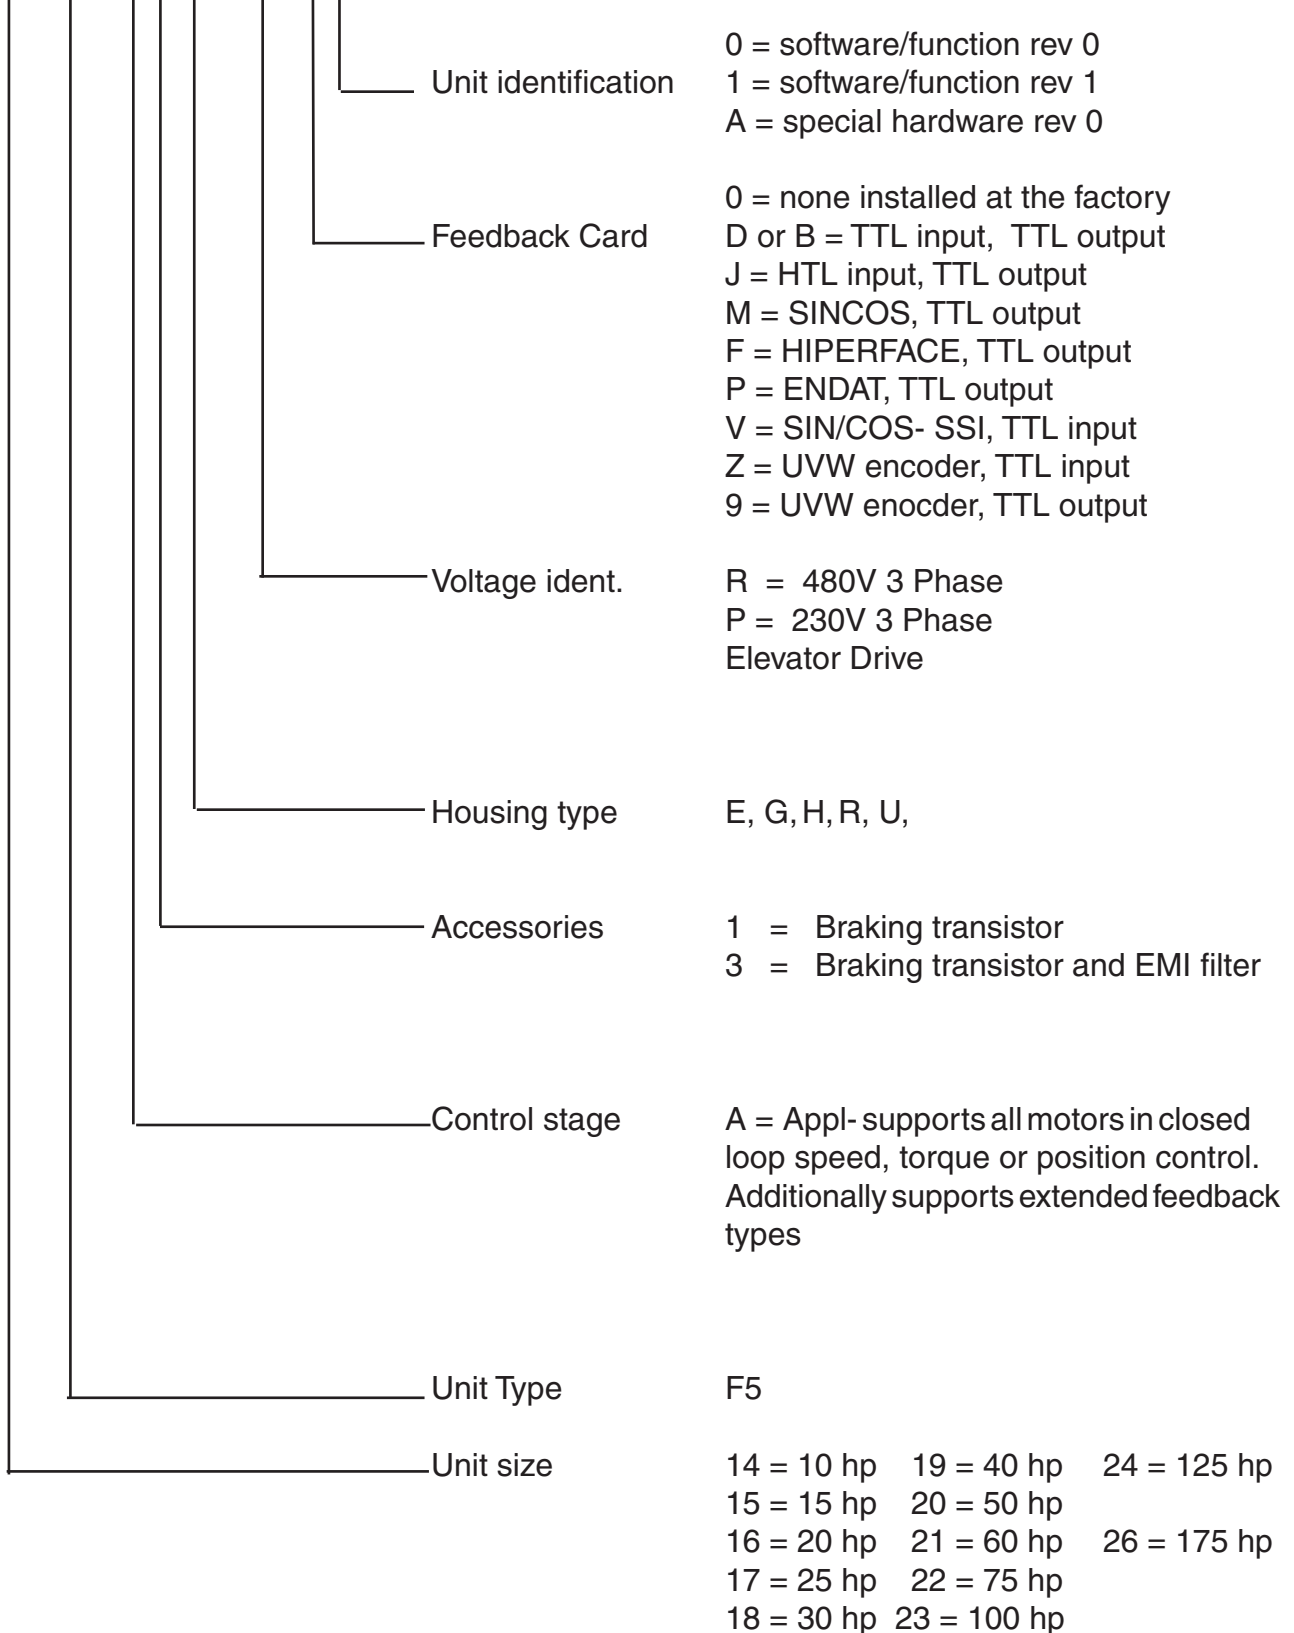 0 = software/function rev 0
Unit identification 1 = software/function rev 1
A = special hardware rev 0
0 = none installed at the factory
Feedback Card D or B = TTL input, TTL output
J = HTL input, TTL output
M = SINCOS, TTL output
F = HIPERFACE, TTL output
P = ENDAT, TTL output
V = SIN/COS- SSI, TTL input
Z = UVW encoder, TTL input
9 = UVW enocder, TTL output
Voltage ident. R = 480V 3 Phase
P = 230V 3 Phase
Elevator Drive
Housing type E, G, H, R, U,
Accessories 1 = Braking transistor
3 = Braking transistor and EMI filter
Control stage A = Appl- supports all motors in closed
loop speed, torque or position control.
Additionally supports extended feedback
types
Unit Type F5
Unit size 14 = 10 hp 19 = 40 hp 24 = 125 hp
15 = 15 hp 20 = 50 hp
16 = 20 hp 21 = 60 hp 26 = 175 hp
17 = 25 hp 22 = 75 hp
18 = 30 hp 23 = 100 hp